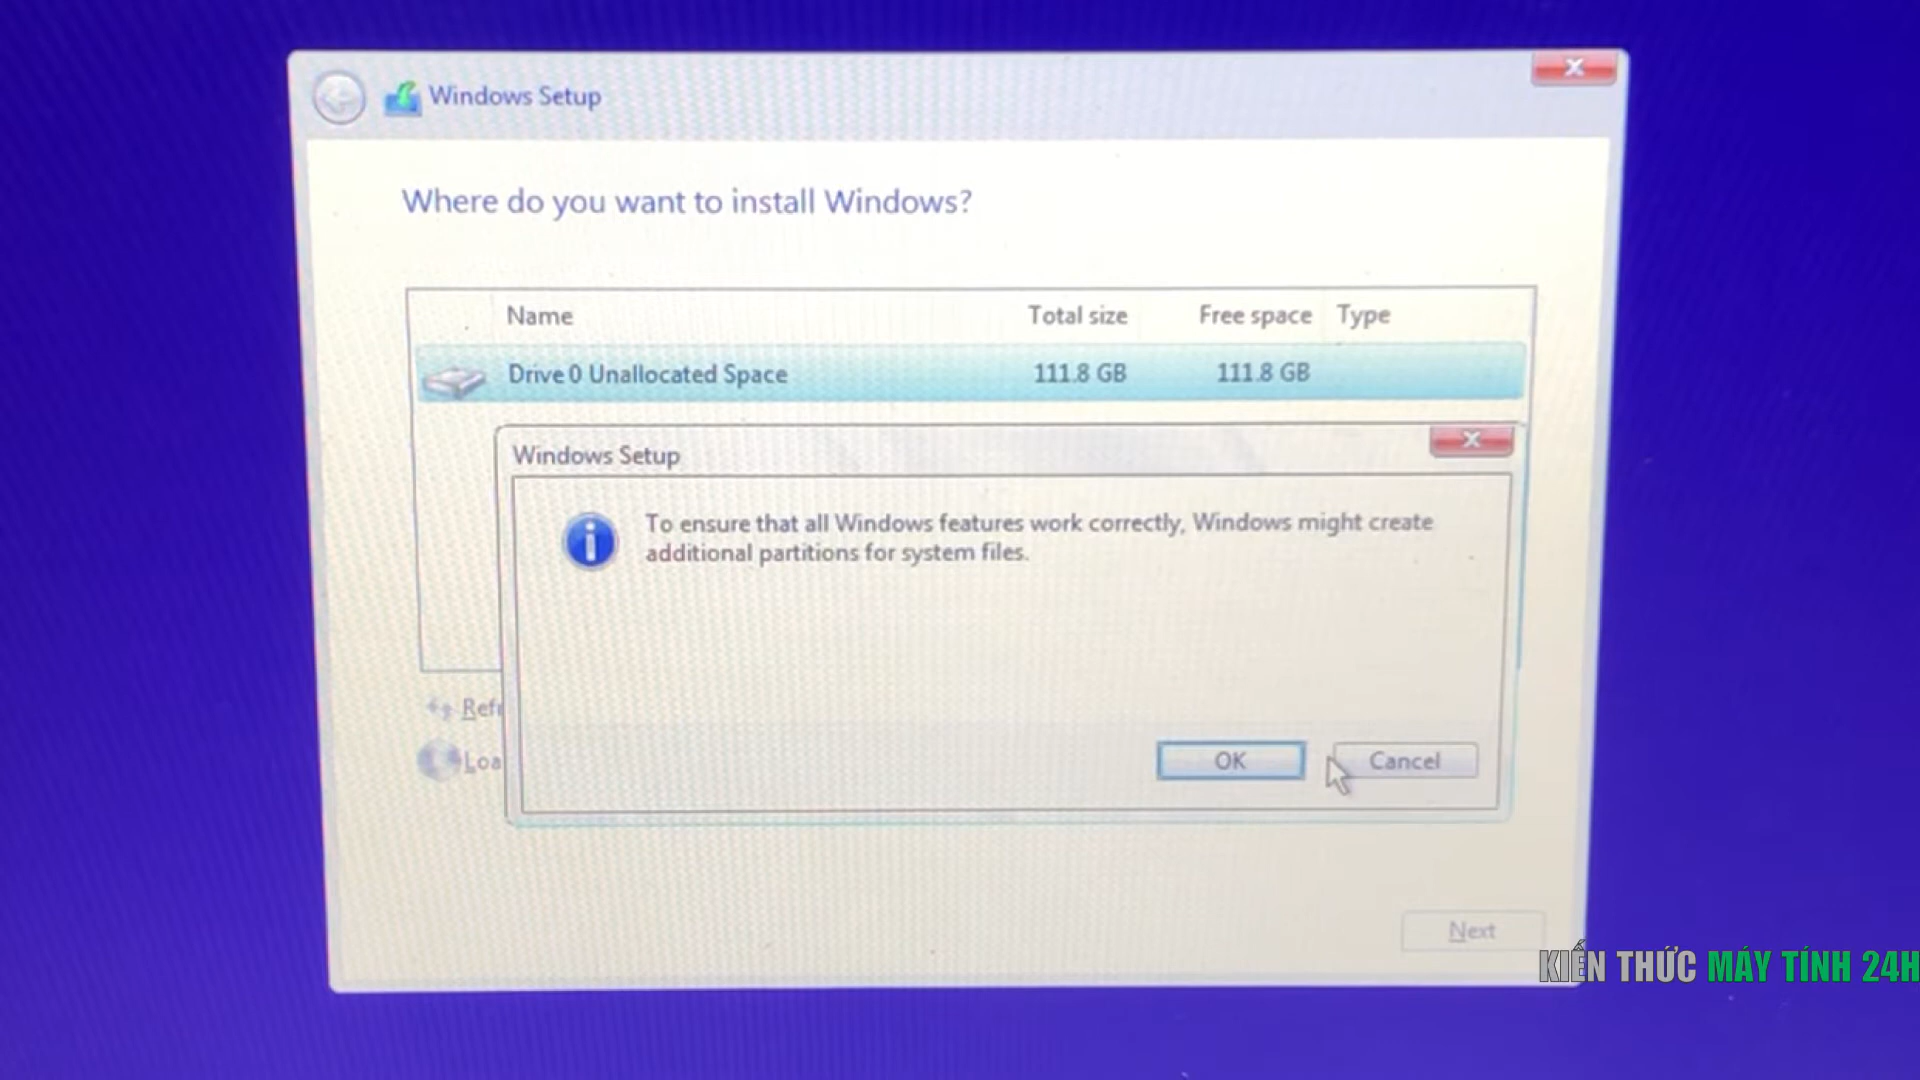 Windows Setup
Where do you want to install Windows?
Name Total size Free space Type
Drive 0 Unallocated Space 111.8 GB 111.8 GB
Windows Setup
To ensure that all Windows features work correctly, Windows might create
additional partitions for system files.
Refr
Loa
OK Cancel
Next
KIẾN THỨC MÁY TÍNH 24H